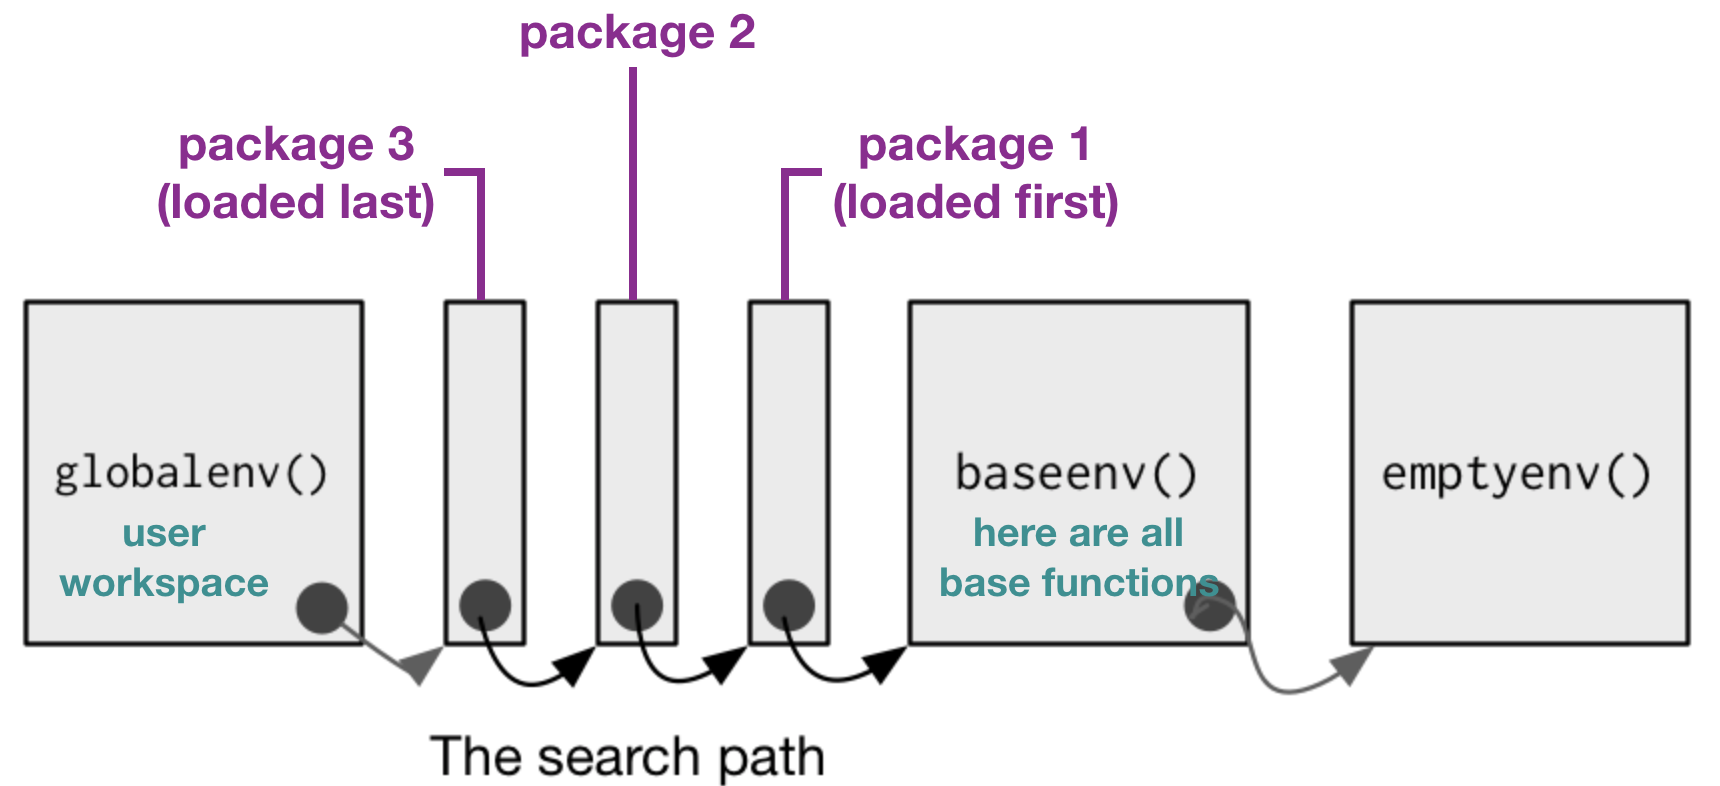 package 2
package 3
(loaded last)
package 1
(loaded first)
globalenv()
user
workspace
baseenv()
here are all
base functions
emptyenv()
The search path